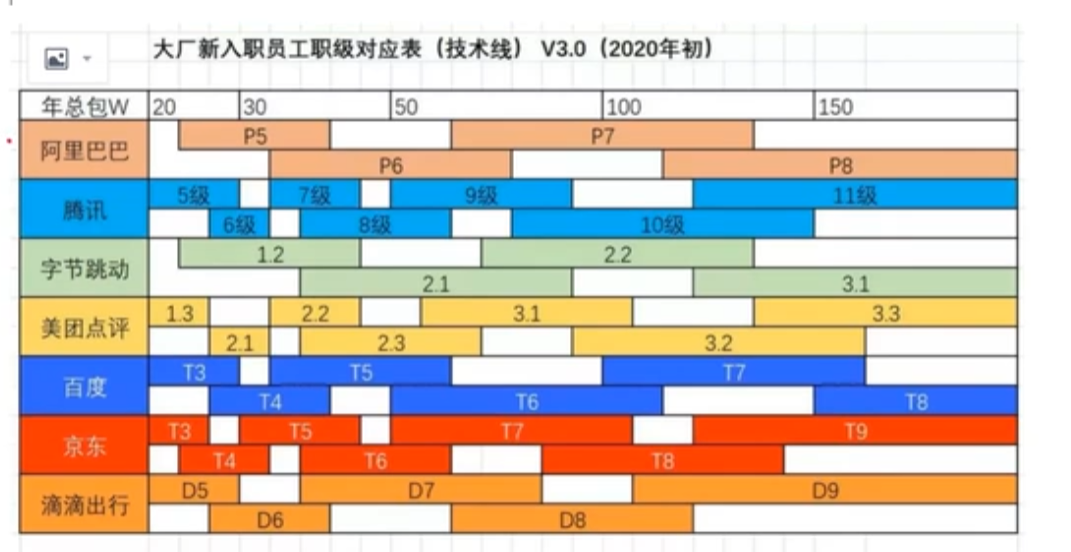 大厂新入职员工职级对应表（技术线） V3.0（2020年初）
年总包W 20 30 50 100 150
阿里巴巴
P5 P7
P6 P8
腾讯
5级 7级 9级 11级
6级 8级 10级
字节跳动
1.2 2.2
2.1 3.1
美团点评
1.3 2.2 3.1 3.3
2.1 2.3 3.2
百度
T3 T5 T7
T4 T6 T8
京东
T3 T5 T7 T9
T4 T6 T8
滴滴出行
D5 D7 D9
D6 D8